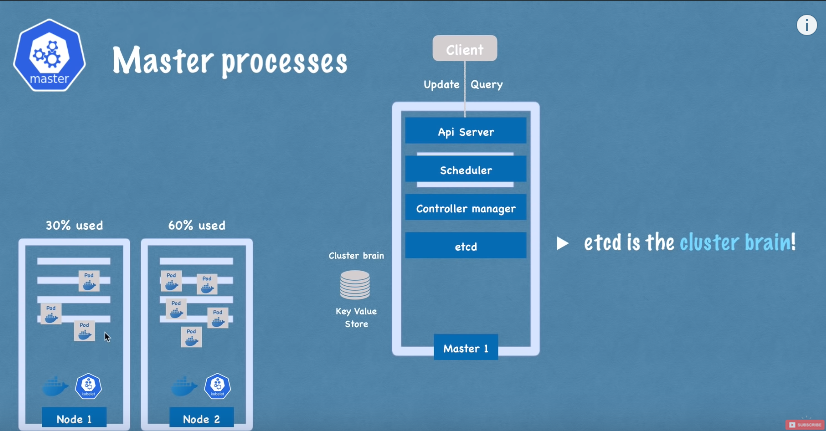 master
Master processes
Client
Update Query
Api Server
Scheduler
Controller manager
etcd
Master 1
etcd is the cluster brain!
Cluster brain
Key Value
Store
30% used
Pod
Pod
Pod
kubelet
Node 1
60% used
Pod
Pod
Pod
Pod
Pod
kubelet
Node 2
i
SUBSCRIBE